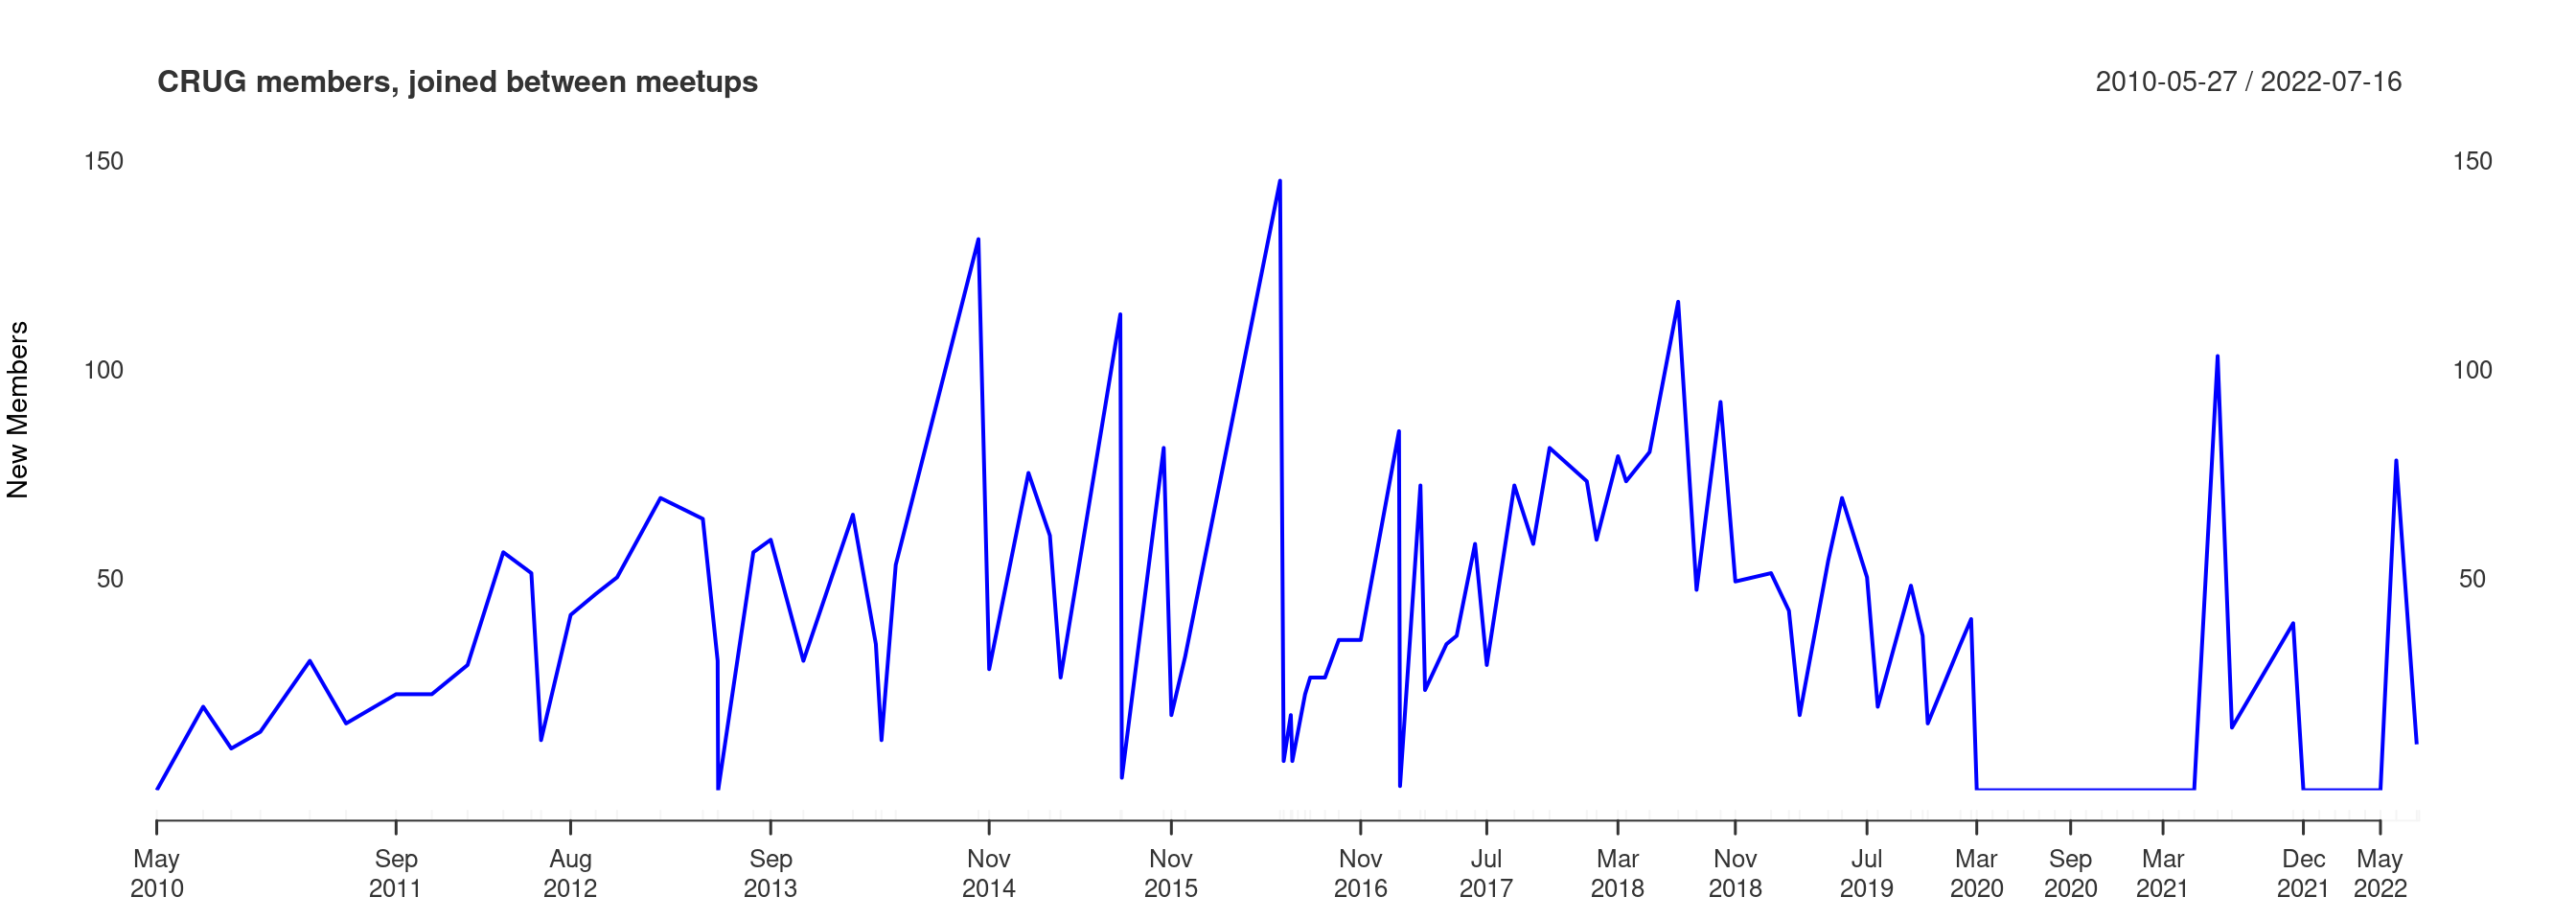 CRUG members, joined between meetups
2010-05-27 / 2022-07-16
150
150
100
100
50
50
New Members
May Sep Aug Sep Nov Nov Nov Jul Mar Nov Jul Mar Sep Mar Dec May
2010 2011 2012 2013 2014 2015 2016 2017 2018 2018 2019 2020 2020 2021 2021 2022